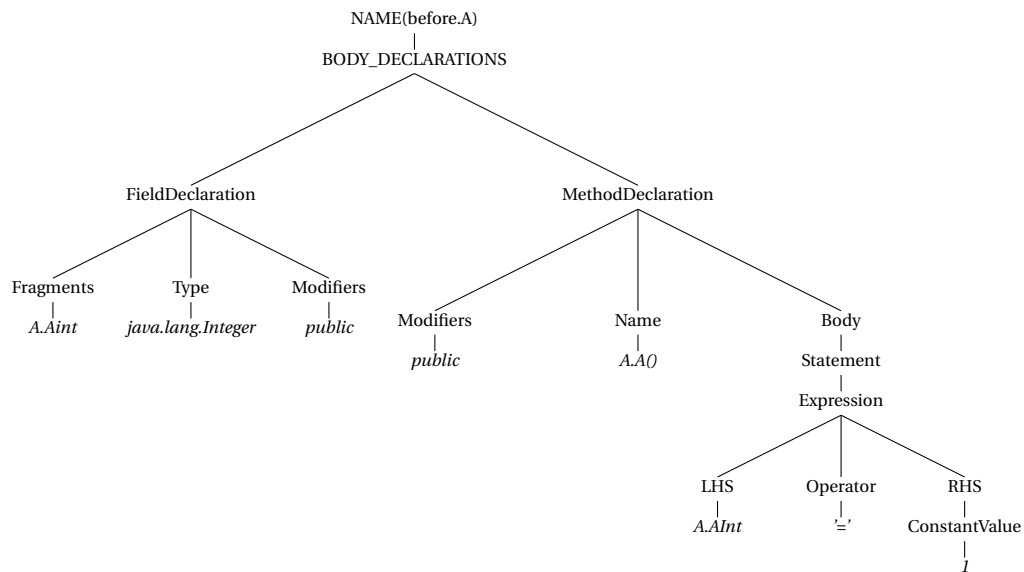 NAME(before.A)
BODY_DECLARATIONS
FieldDeclaration MethodDeclaration
Fragments Type Modifiers
A.Aint java.lang.Integer public
Modifiers Name Body
public A.A() Statement
Expression
LHS Operator RHS
A.AInt '=' ConstantValue
1